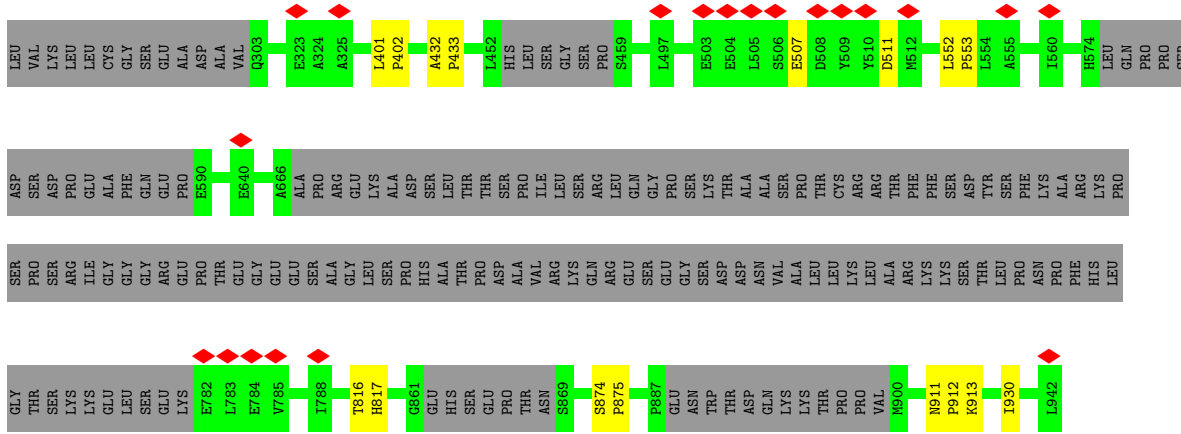 LEU VAL LYS LEU LEU CYS GLY SER GLU ALA ASP ALA VAL Q303 E323 A324 A325 L401 P402 A432 P433 L452 HIS LEU SER GLY SER PRO S459 L497 E503 E504 L505 S506 E507 D508 Y509 Y510 D511 M512 L552 P553 L554 A555 I560 H574 LEU GLN PRO PRO SER
ASP SER ASP PRO GLU ALA PHE GLN GLU PRO E590 E640 A666 ALA PRO ARG GLU LYS ALA ASP SER LEU THR THR SER PRO ILE LEU SER ARG LEU GLN GLY PRO SER LYS THR ALA ALA SER PRO THR CYS ARG ARG THR PHE PHE SER ASP TYR SER PHE LYS ALA ARG LYS PRO
SER PRO SER ARG ILE GLY GLY GLY ARG GLU PRO THR GLU GLY GLU GLU SER ALA GLY LEU SER PRO HIS ALA THR PRO ASP ALA VAL ARG LYS GLN ARG GLU SER GLU GLY SER ASP ASP ASN VAL ALA LEU LEU LYS LEU ALA ARG LYS LYS SER THR LEU PRO ASN PRO PHE HIS LEU
GLY THR SER LYS LYS GLU LEU SER GLU LYS E782 L783 E784 V785 I788 T816 H817 G861 GLU HIS SER GLU PRO THR ASN S869 S874 P875 P887 GLU ASN TRP THR ASP GLN LYS LYS THR PRO PRO VAL M900 N911 P912 K913 I930 L942